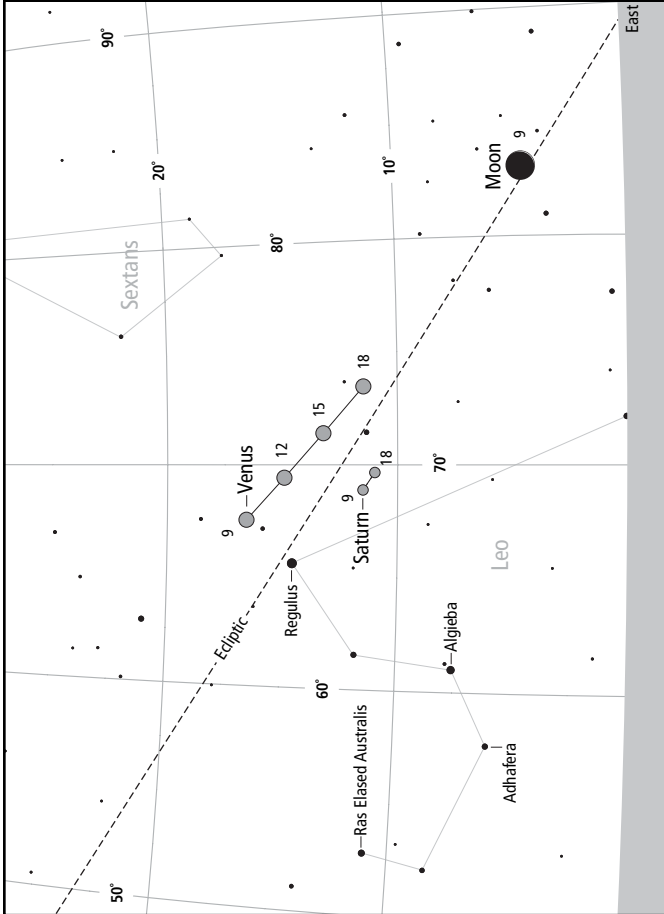 East
90°
20°
10°
9
Moon
80°
Sextans
18
15
12
Venus
9
70°
18
9
Saturn
Regulus
Leo
Ecliptic
60°
Algieba
Ras Elased Australis
Adhafera
50°